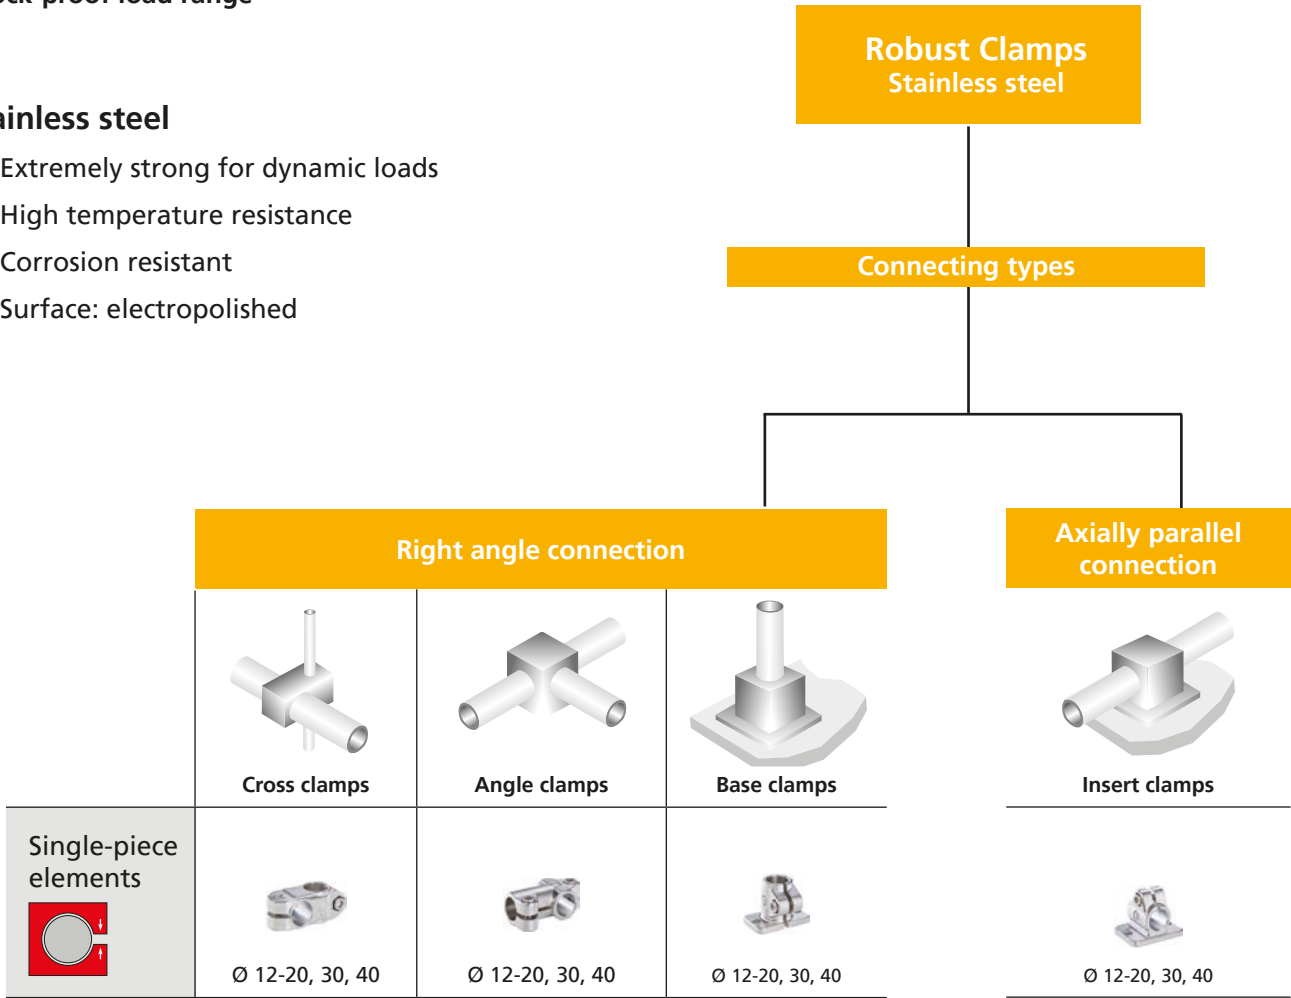 load range
Robust Clamps
Stainless steel
steel
Extremely strong for dynamic loads
High temperature resistance
Corrosion resistant
Surface: electropolished
Connecting types
Right angle connection
Axially parallel
connection
Cross clamps
Angle clamps
Base clamps
Insert clamps
Single-piece
elements
Ø 12-20, 30, 40
Ø 12-20, 30, 40
Ø 12-20, 30, 40
Ø 12-20, 30, 40